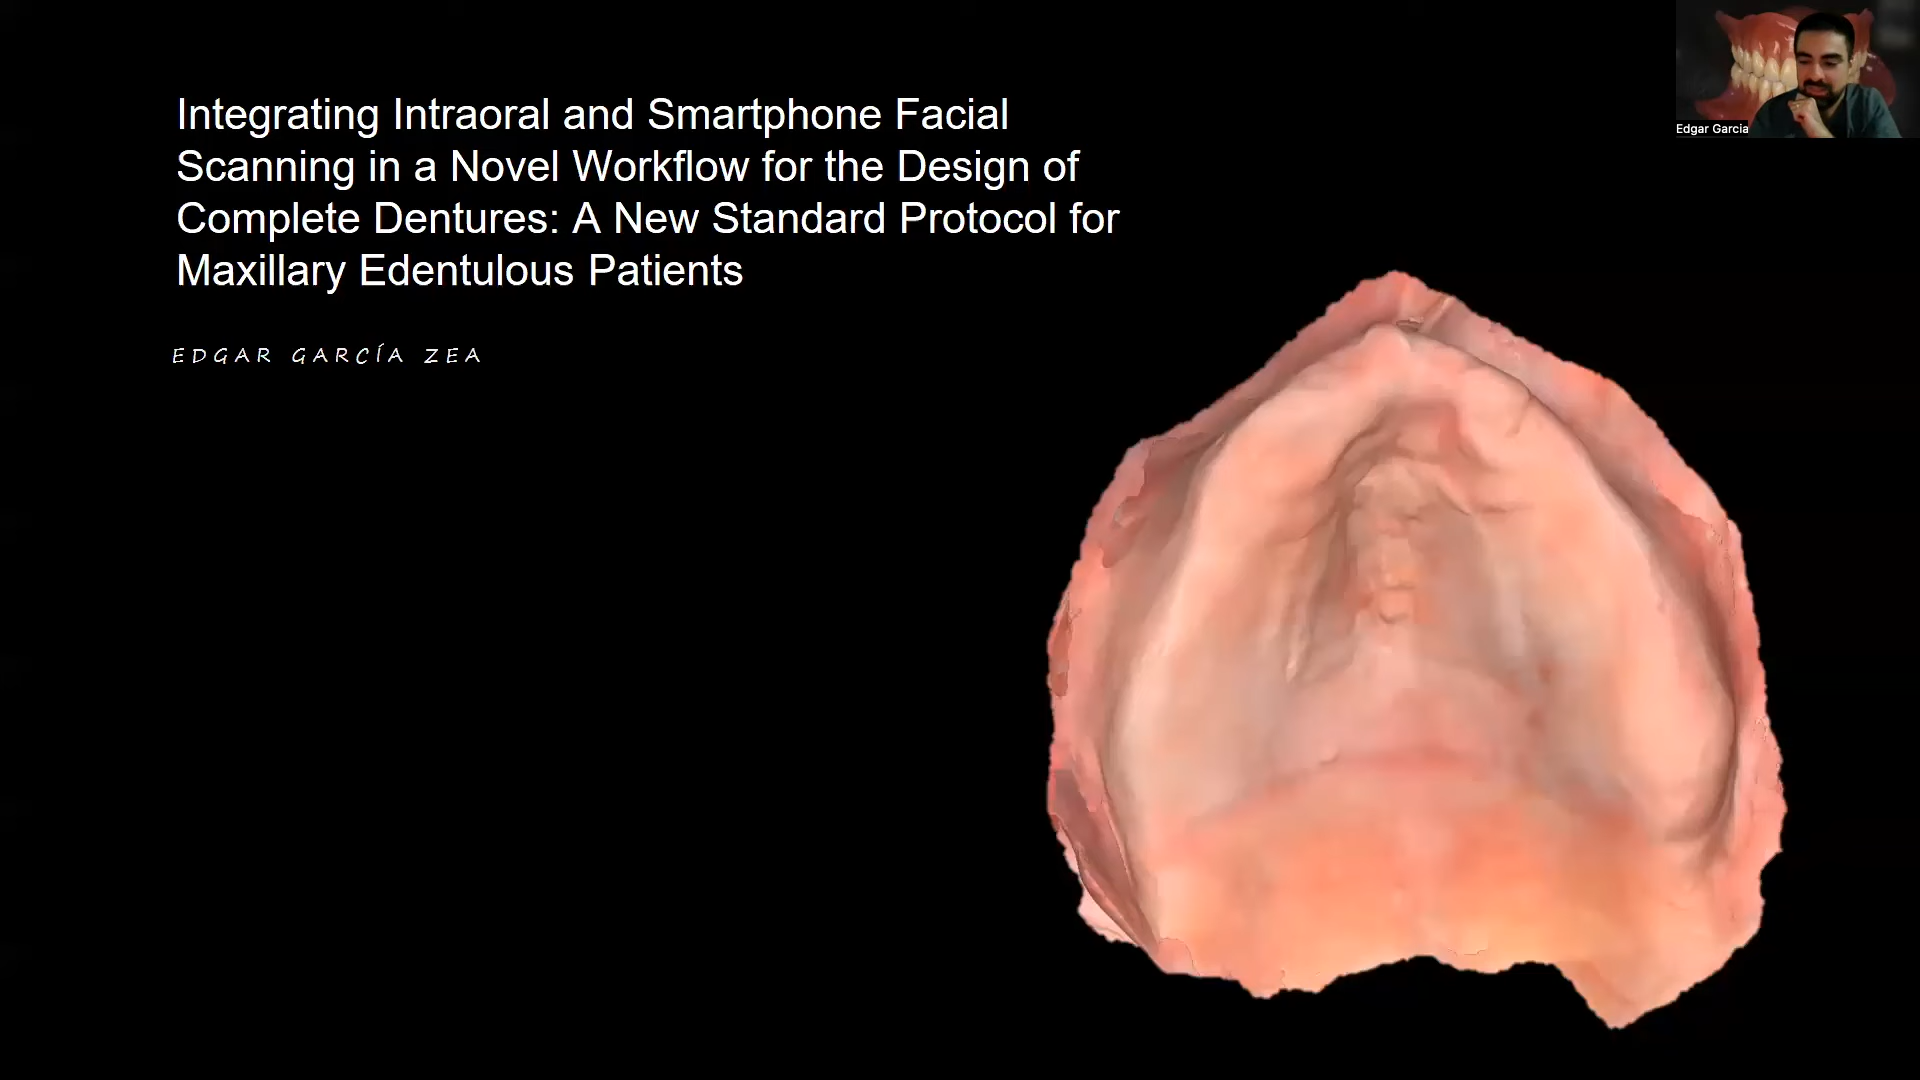 Integrating Intraoral and Smartphone Facial
Scanning in a Novel Workflow for the Design of
Complete Dentures: A New Standard Protocol for
Maxillary Edentulous Patients
EDGAR GARCÍA ZEA
Edgar Garcia